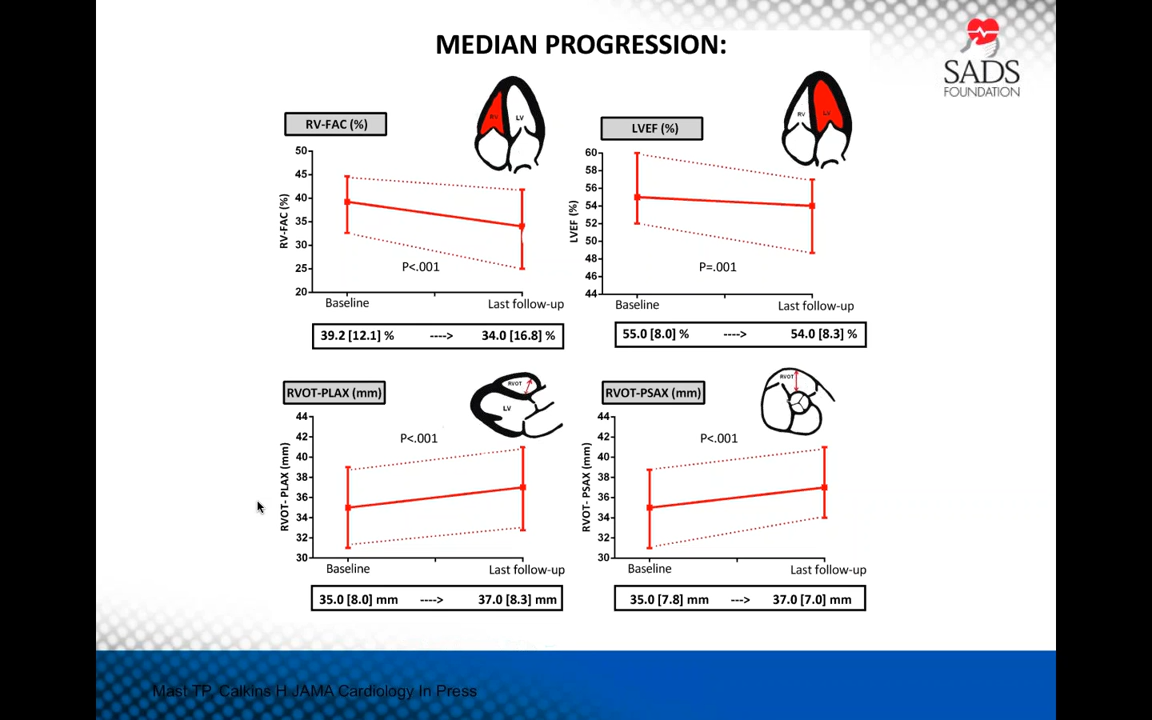 MEDIAN PROGRESSION:
SADS
FOUNDATION
RV-FAC (%)
RV
LV
50
45
40
35
30
25
20
RV-FAC (%)
P<.001
Baseline
Last follow-up
39.2 [12.1] % ----> 34.0 [16.8] %
LVEF (%)
RV
LV
60
58
56
54
52
50
48
46
44
LVEF (%)
P=.001
Baseline
Last follow-up
55.0 [8.0] % ----> 54.0 [8.3] %
RVOT-PLAX (mm)
RVOT
LV
44
42
40
38
36
34
32
30
RVOT- PLAX (mm)
P<.001
Baseline
Last follow-up
35.0 [8.0] mm ----> 37.0 [8.3] mm
RVOT-PSAX (mm)
RVOT
44
42
40
38
36
34
32
30
RVOT- PSAX (mm)
P<.001
Baseline
Last follow-up
35.0 [7.8] mm ---> 37.0 [7.0] mm
Mast TP, Calkins H JAMA Cardiology In Press